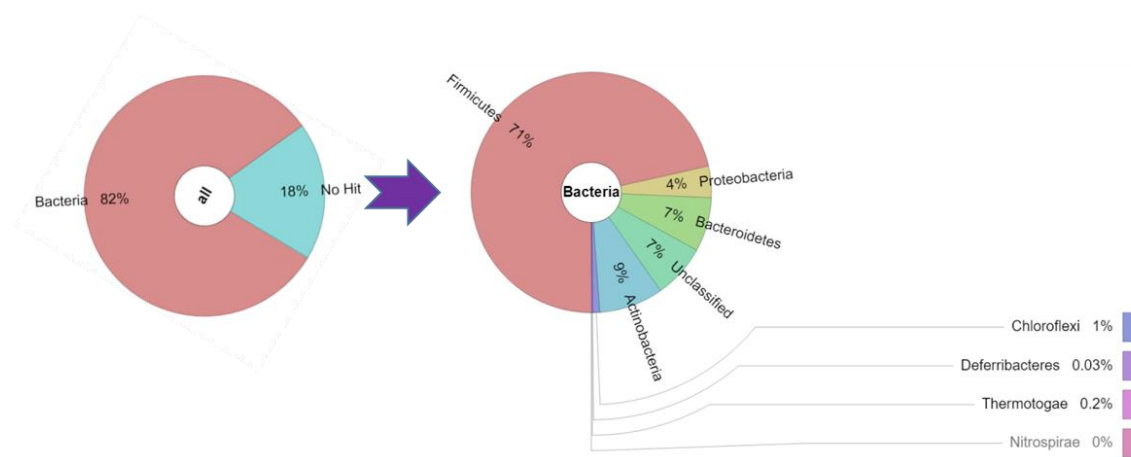 Bacteria 82%
all
18% No Hit
Firmicutes
71%
Bacteria
4% Proteobacteria
7% Bacteroidetes
7% Unclassified
9% Actinobacteria
Chloroflexi 1%
Deferribacteres 0.03%
Thermotogae 0.2%
Nitrospirae 0%